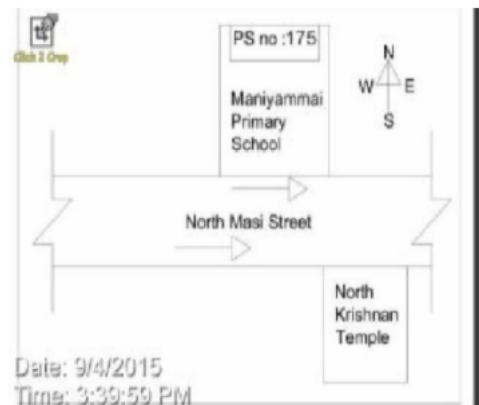 Click 2 Crop
PS no :175
N
W E
S
Maniyammai
Primary
School
North Masi Street
North
Krishnan
Temple
Date: 9/4/2015
Time: 3:39:59 PM